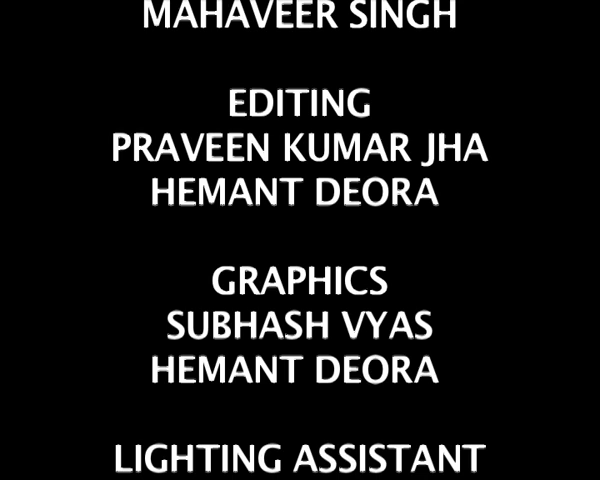 MAHAVEER SINGH
EDITING
PRAVEEN KUMAR JHA
HEMANT DEORA
GRAPHICS
SUBHASH VYAS
HEMANT DEORA
LIGHTING ASSISTANT